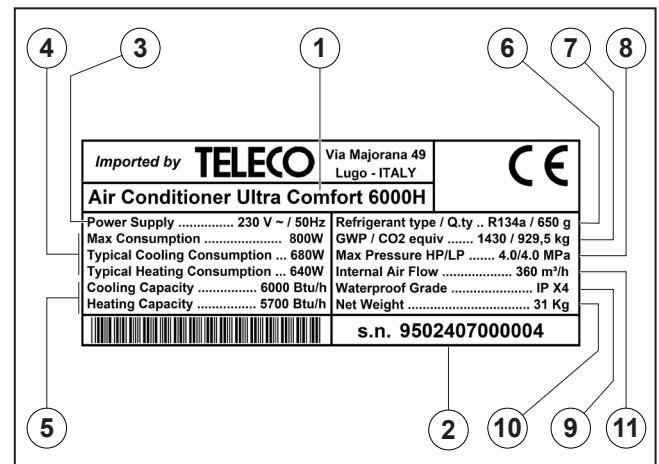 4
3
1
6
7
8
Imported by TELECO Via Majorana 49
Lugo - ITALY
CE
Air Conditioner Ultra Comfort 6000H
Power Supply ............... 230 V ~ / 50Hz
Max Consumption .................... 800W
Typical Cooling Consumption ... 680W
Typical Heating Consumption ... 640W
Cooling Capacity ............... 6000 Btu/h
Heating Capacity ............... 5700 Btu/h
Refrigerant type / Q.ty .. R134a / 650 g
GWP / CO2 equiv ....... 1430 / 929,5 kg
Max Pressure HP/LP ....... 4.0/4.0 MPa
Internal Air Flow .................... 360 m³/h
Waterproof Grade .................... IP X4
Net Weight ................................ 31 Kg
s.n. 9502407000004
5
2
10
9
11